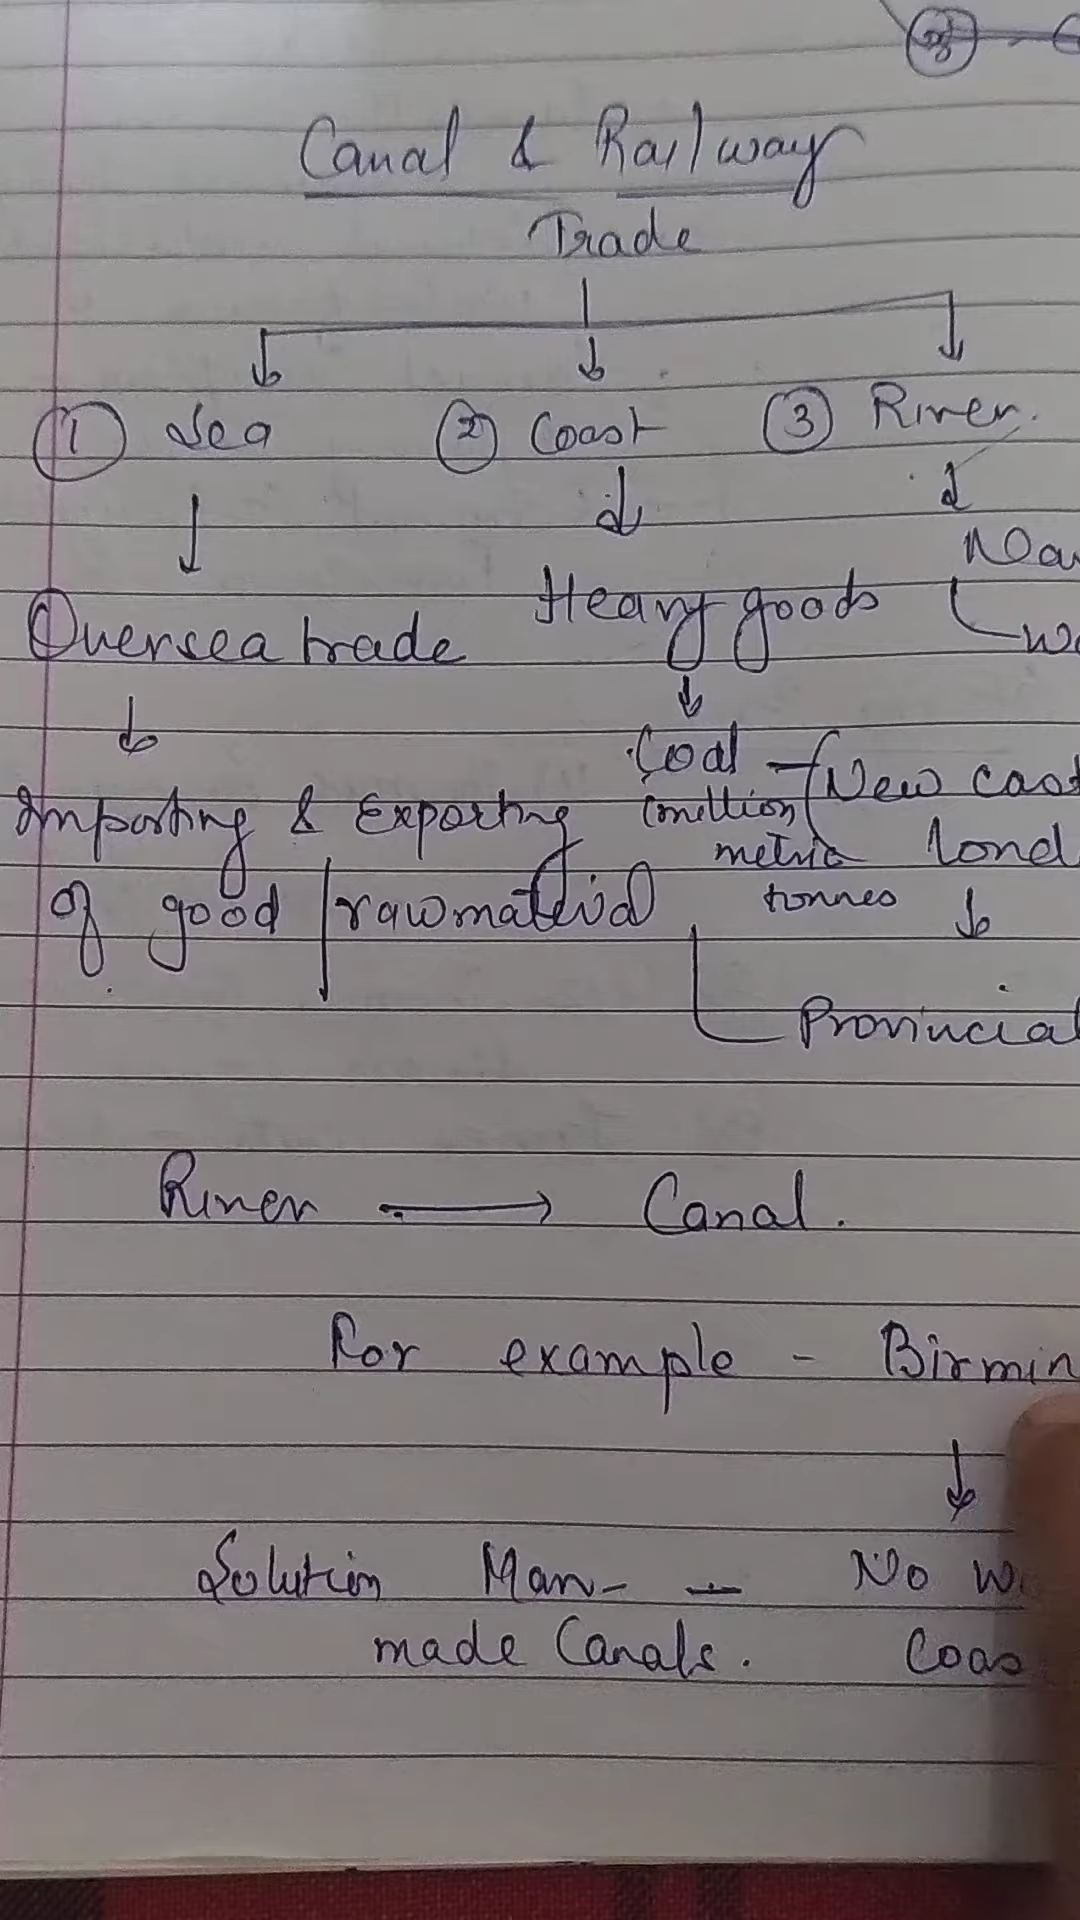 Canal & Railway
Trade
① Sea ② Coast ③ River.
Oversea trade Heavy goods
Coal - New cast
Importing & Exporting (million
metric Lond
of good / rawmaterial tonnes
Provincial
River → Canal.
For example - Birmin
Solution Man- - No w
made Canals. Coas